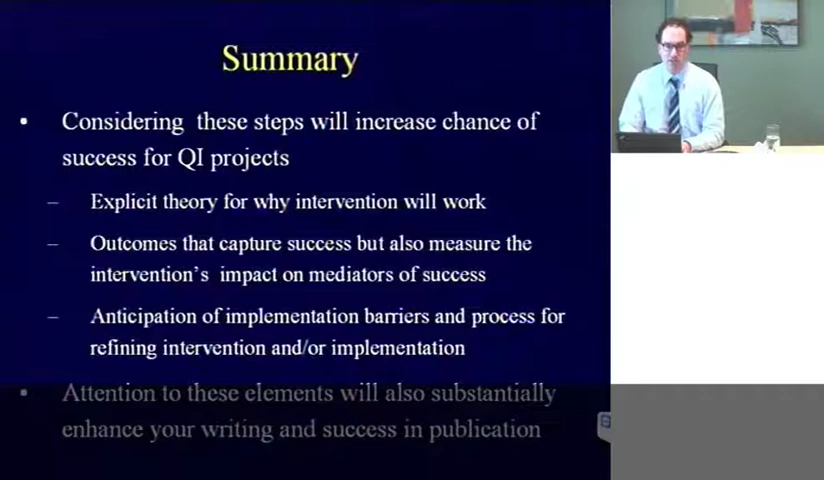 Summary
• Considering these steps will increase chance of
success for QI projects
– Explicit theory for why intervention will work
– Outcomes that capture success but also measure the
intervention's impact on mediators of success
– Anticipation of implementation barriers and process for
refining intervention and/or implementation
• Attention to these elements will also substantially
enhance your writing and success in publication